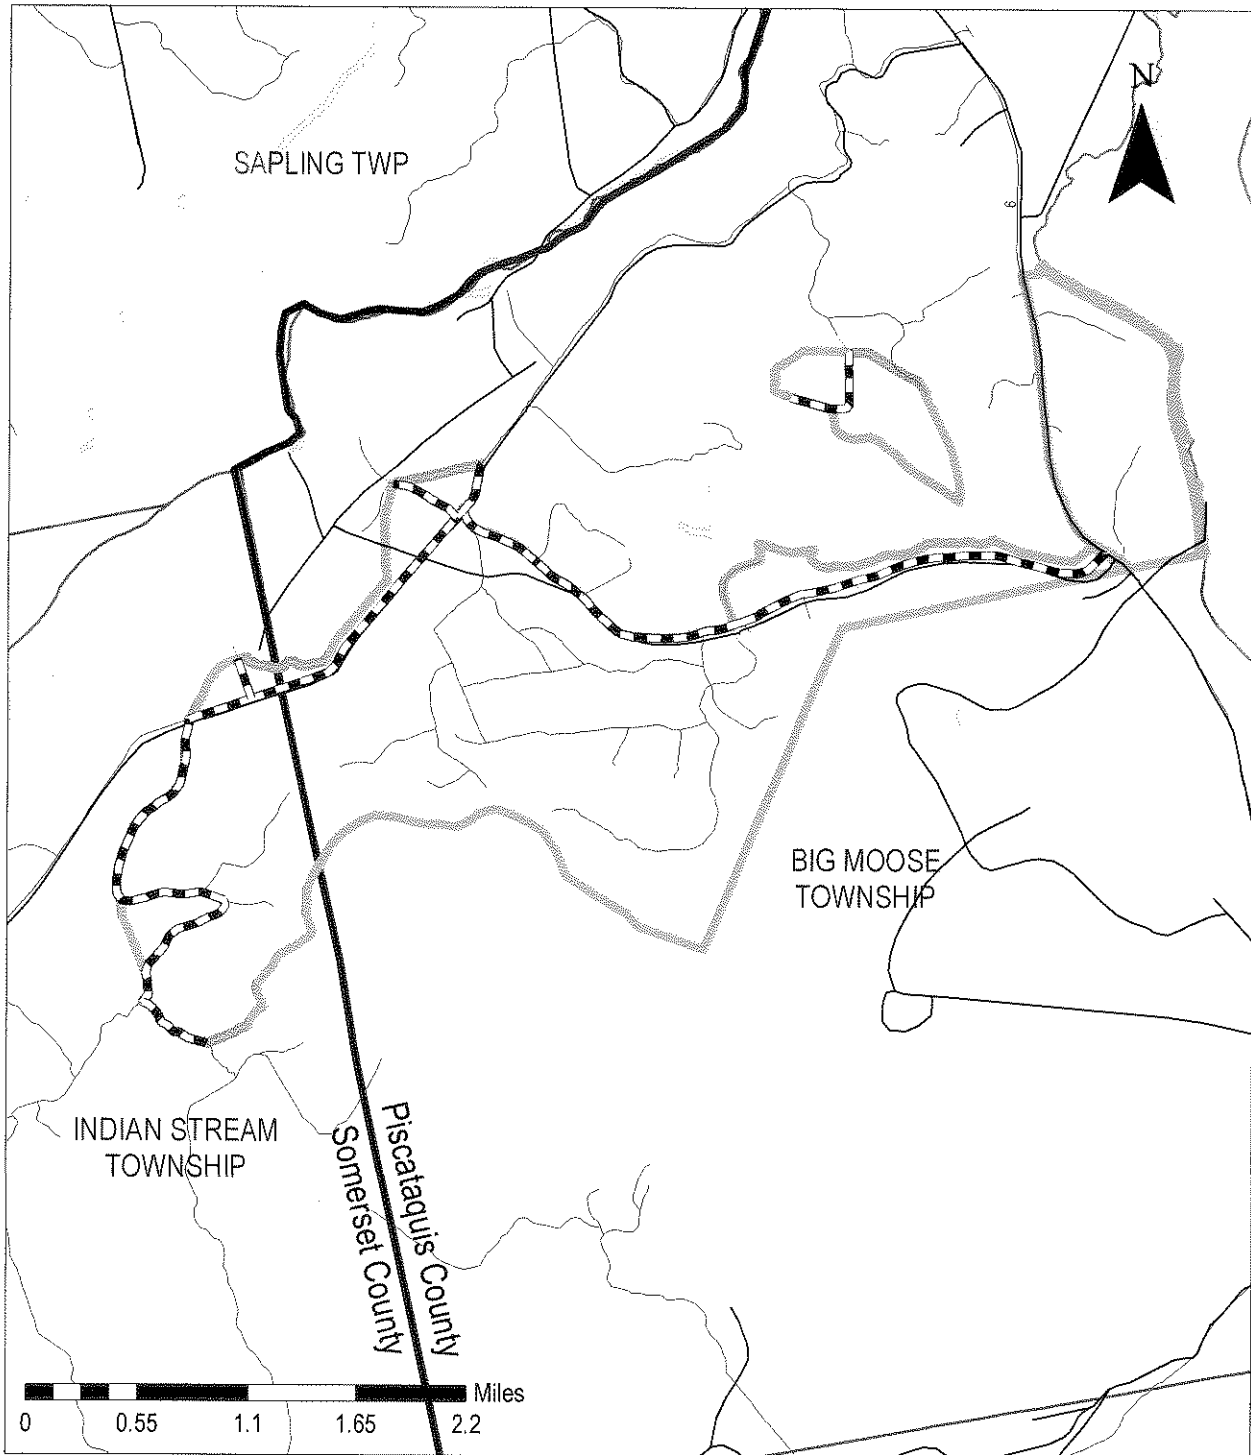 N
SAPLING TWP
6
BIG MOOSE
TOWNSHIP
INDIAN STREAM
TOWNSHIP
Piscataquis County
Somerset County
Miles
0 0.55 1.1 1.65 2.2